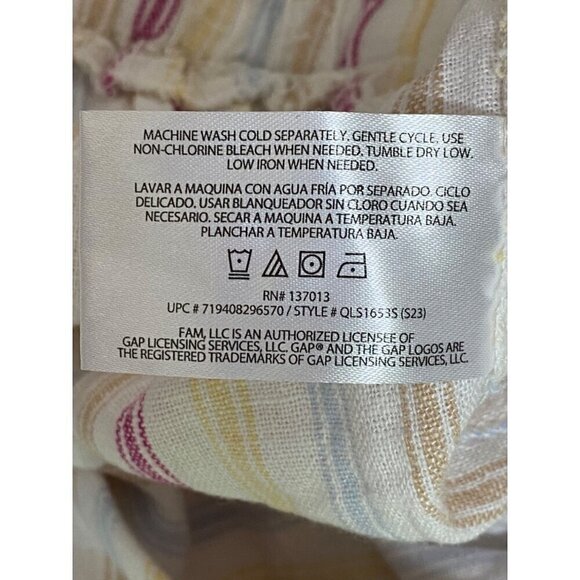 MACHINE WASH COLD SEPARATELY. GENTLE CYCLE. USE
NON-CHLORINE BLEACH WHEN NEEDED. TUMBLE DRY LOW.
LOW IRON WHEN NEEDED.
LAVAR A MAQUINA CON AGUA FRÍA POR SEPARADO. CICLO
DELICADO. USAR BLANQUEADOR SIN CLORO CUANDO SEA
NECESARIO. SECAR A MAQUINA A TEMPERATURA BAJA.
PLANCHAR A TEMPERATURA BAJA.
RN# 137013
UPC # 719408296570 / STYLE # QLS1653S (S23)
FAM, LLC IS AN AUTHORIZED LICENSEE OF
GAP LICENSING SERVICES, LLC. GAP® AND THE GAP LOGOS ARE
THE REGISTERED TRADEMARKS OF GAP LICENSING SERVICES, LLC.